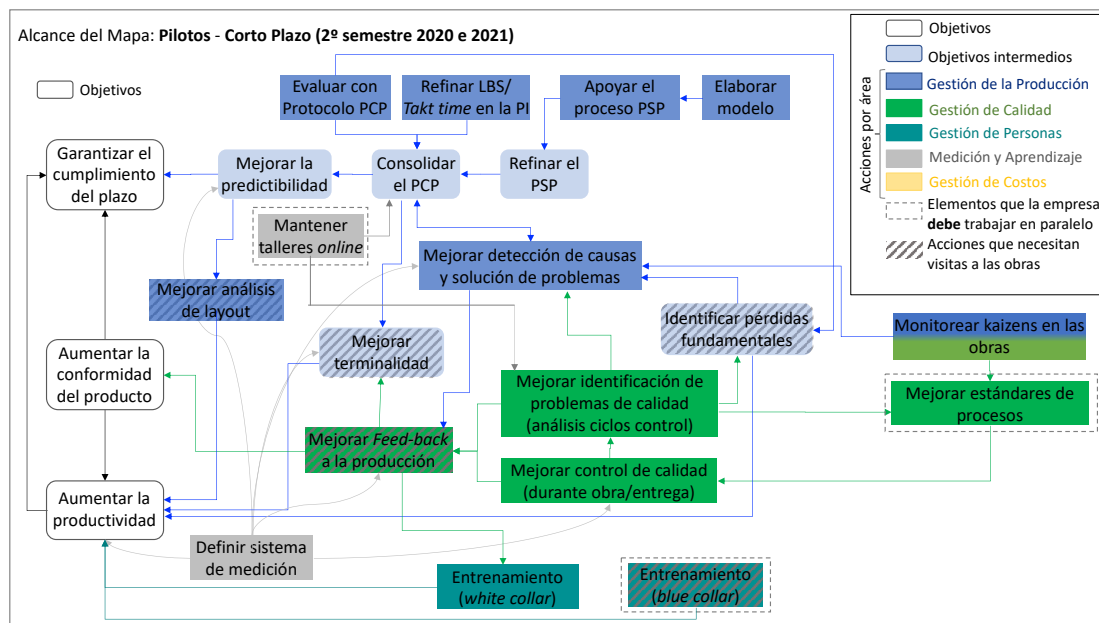 Alcance del Mapa: Pilotos - Corto Plazo (2º semestre 2020 e 2021)
Objetivos
Objetivos
Objetivos intermedios
Acciones por área
Gestión de la Producción
Gestión de Calidad
Gestión de Personas
Medición y Aprendizaje
Gestión de Costos
Elementos que la empresa
debe trabajar en paralelo
Acciones que necesitan
visitas a las obras
Evaluar con
Protocolo PCP
Refinar LBS/
Takt time en la PI
Apoyar el
proceso PSP
Elaborar
modelo
Garantizar el
cumplimiento
del plazo
Mejorar la
predictibilidad
Consolidar
el PCP
Refinar el
PSP
Mantener
talleres online
Mejorar detección de causas
y solución de problemas
Mejorar análisis
de layout
Mejorar
terminalidad
Identificar pérdidas
fundamentales
Monitorear kaizens en las
obras
Aumentar la
conformidad
del producto
Mejorar identificación de
problemas de calidad
(análisis ciclos control)
Mejorar estándares de
procesos
Mejorar Feed-back
a la producción
Mejorar control de calidad
(durante obra/entrega)
Aumentar la
productividad
Definir sistema
de medición
Entrenamiento
(white collar)
Entrenamiento
(blue collar)